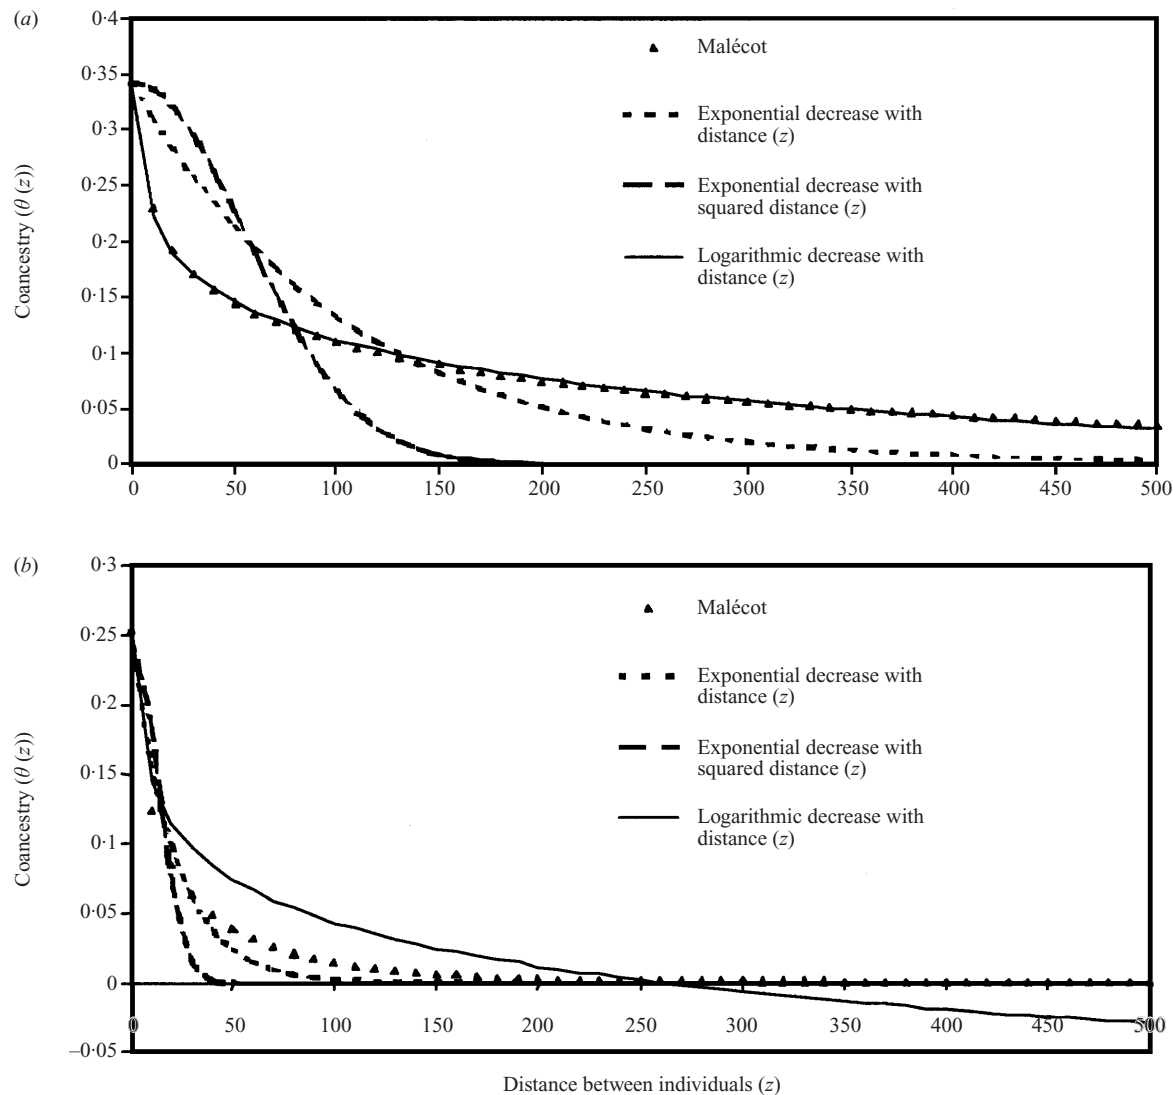 (a)
0·4
0·35
0·3
0·25
0·2
0·15
0·1
0·05
0
Coancestry (θ (z))
Malécot
Exponential decrease with
distance (z)
Exponential decrease with
squared distance (z)
Logarithmic decrease with
distance (z)
0 50 100 150 200 250 300 350 400 450 500
(b)
0·3
0·25
0·2
0·15
0·1
0·05
0
–0·05
Coancestry (θ (z))
Malécot
Exponential decrease with
distance (z)
Exponential decrease with
squared distance (z)
Logarithmic decrease with
distance (z)
0 50 100 150 200 250 300 350 400 450 500
Distance between individuals (z)